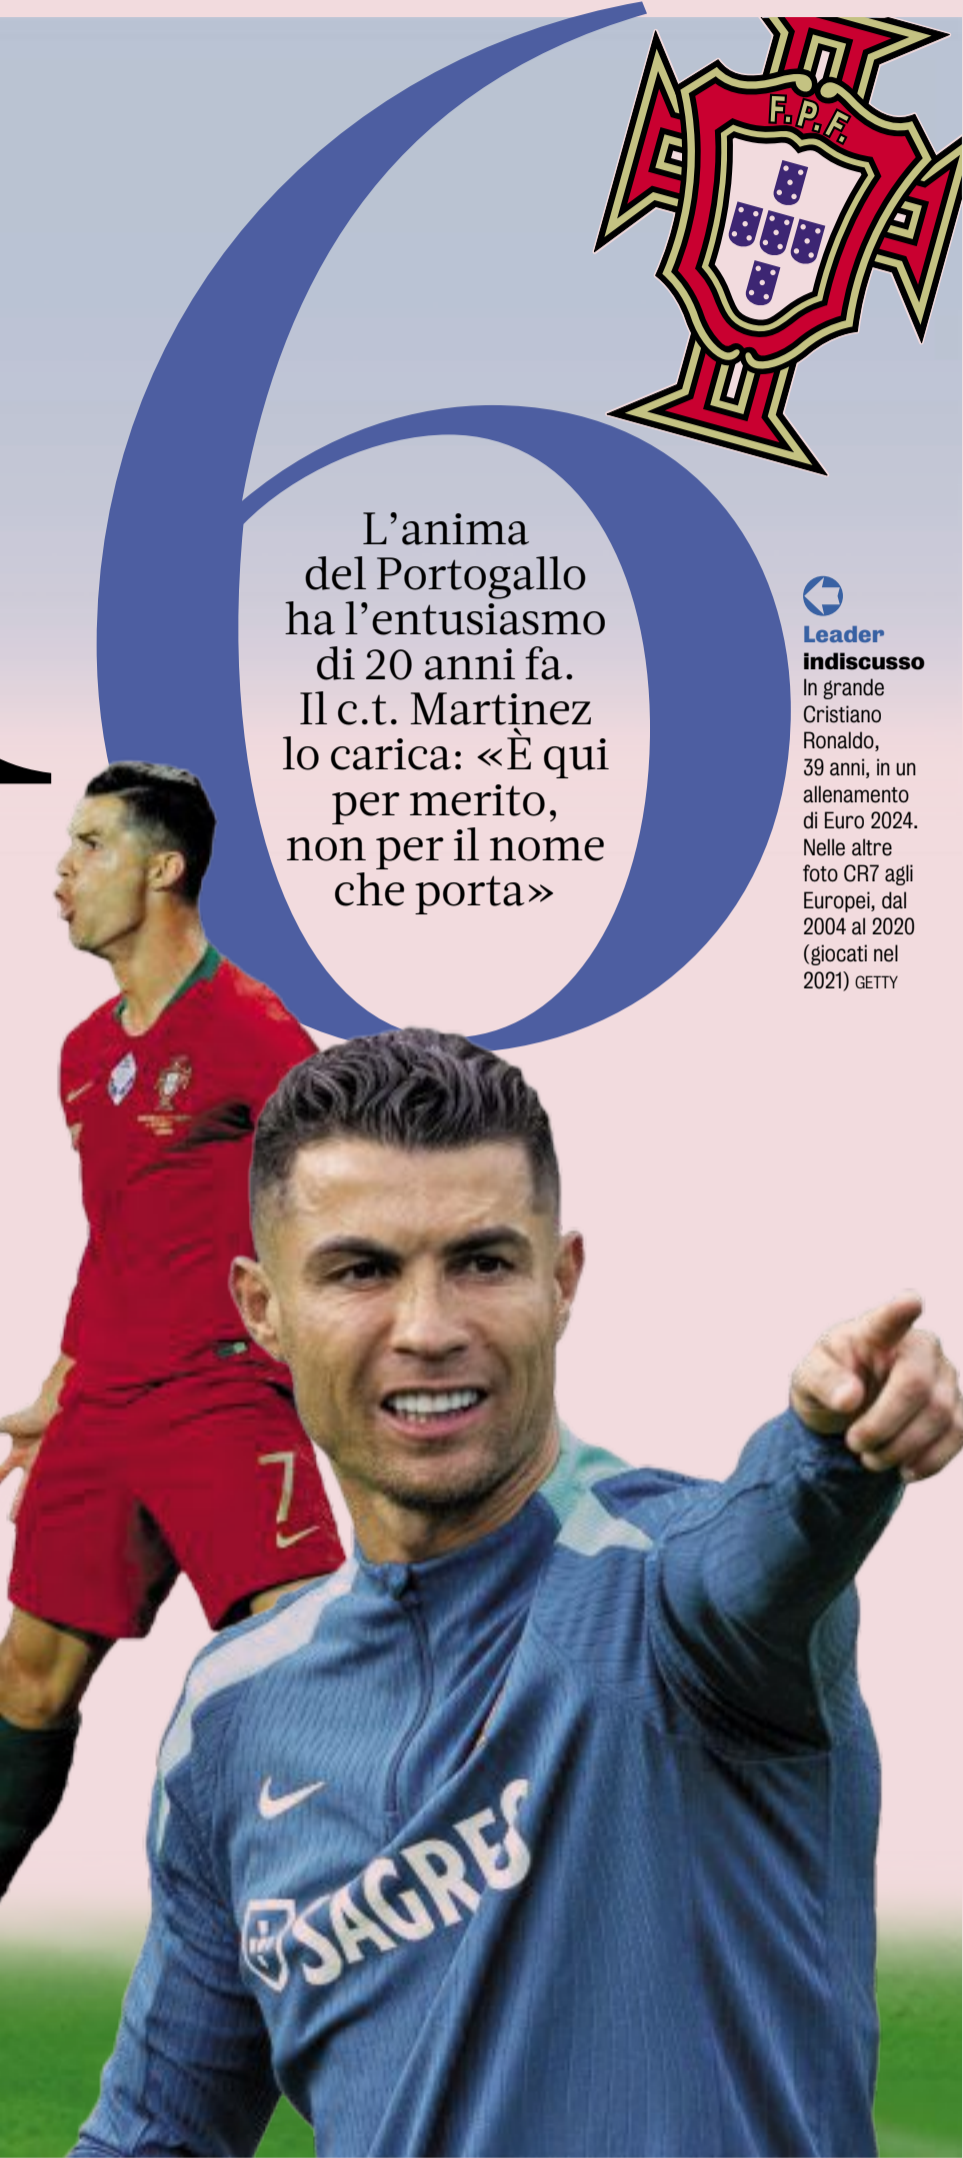 6
F.P.F.
L’anima
del Portogallo
ha l’entusiasmo
di 20 anni fa.
Il c.t. Martinez
lo carica: «È qui
per merito,
non per il nome
che porta»
Leader
indiscusso
In grande
Cristiano
Ronaldo,
39 anni, in un
allenamento
di Euro 2024.
Nelle altre
foto CR7 agli
Europei, dal
2004 al 2020
(giocati nel
2021) GETTY
7
SAGRES